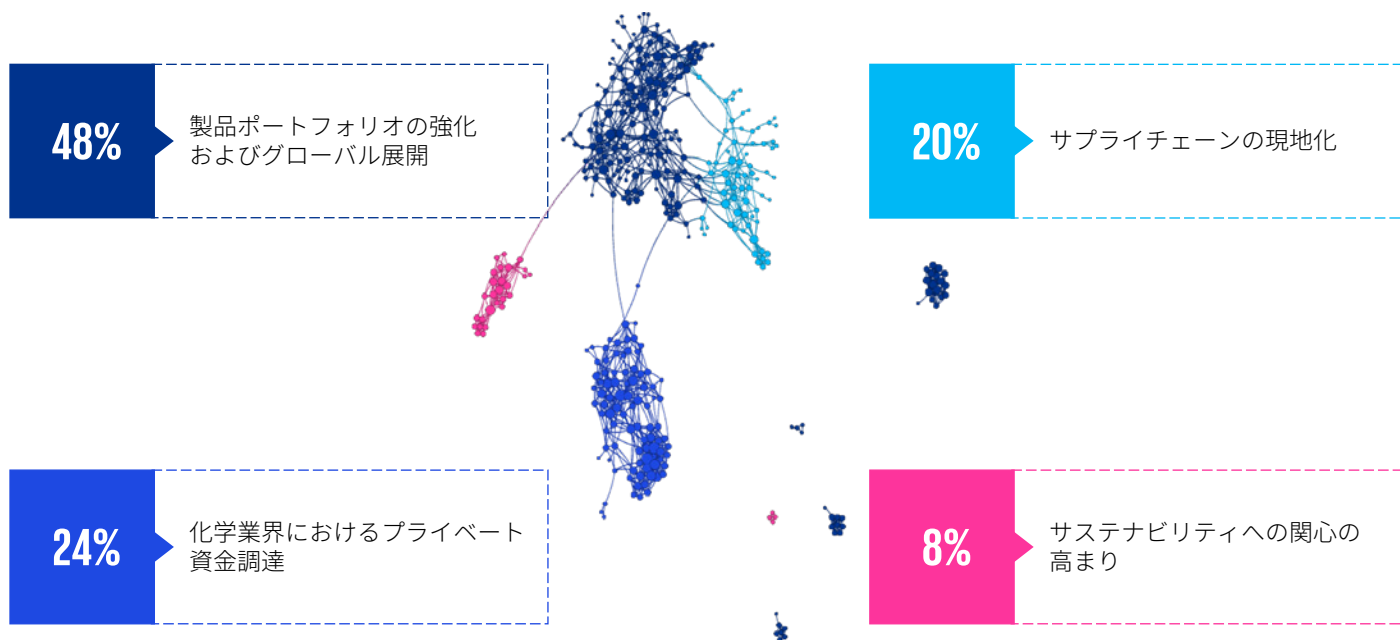 48%
製品ポートフォリオの強化
およびグローバル展開
20%
サプライチェーンの現地化
24%
化学業界におけるプライベート
資金調達
8%
サステナビリティへの関心の
高まり